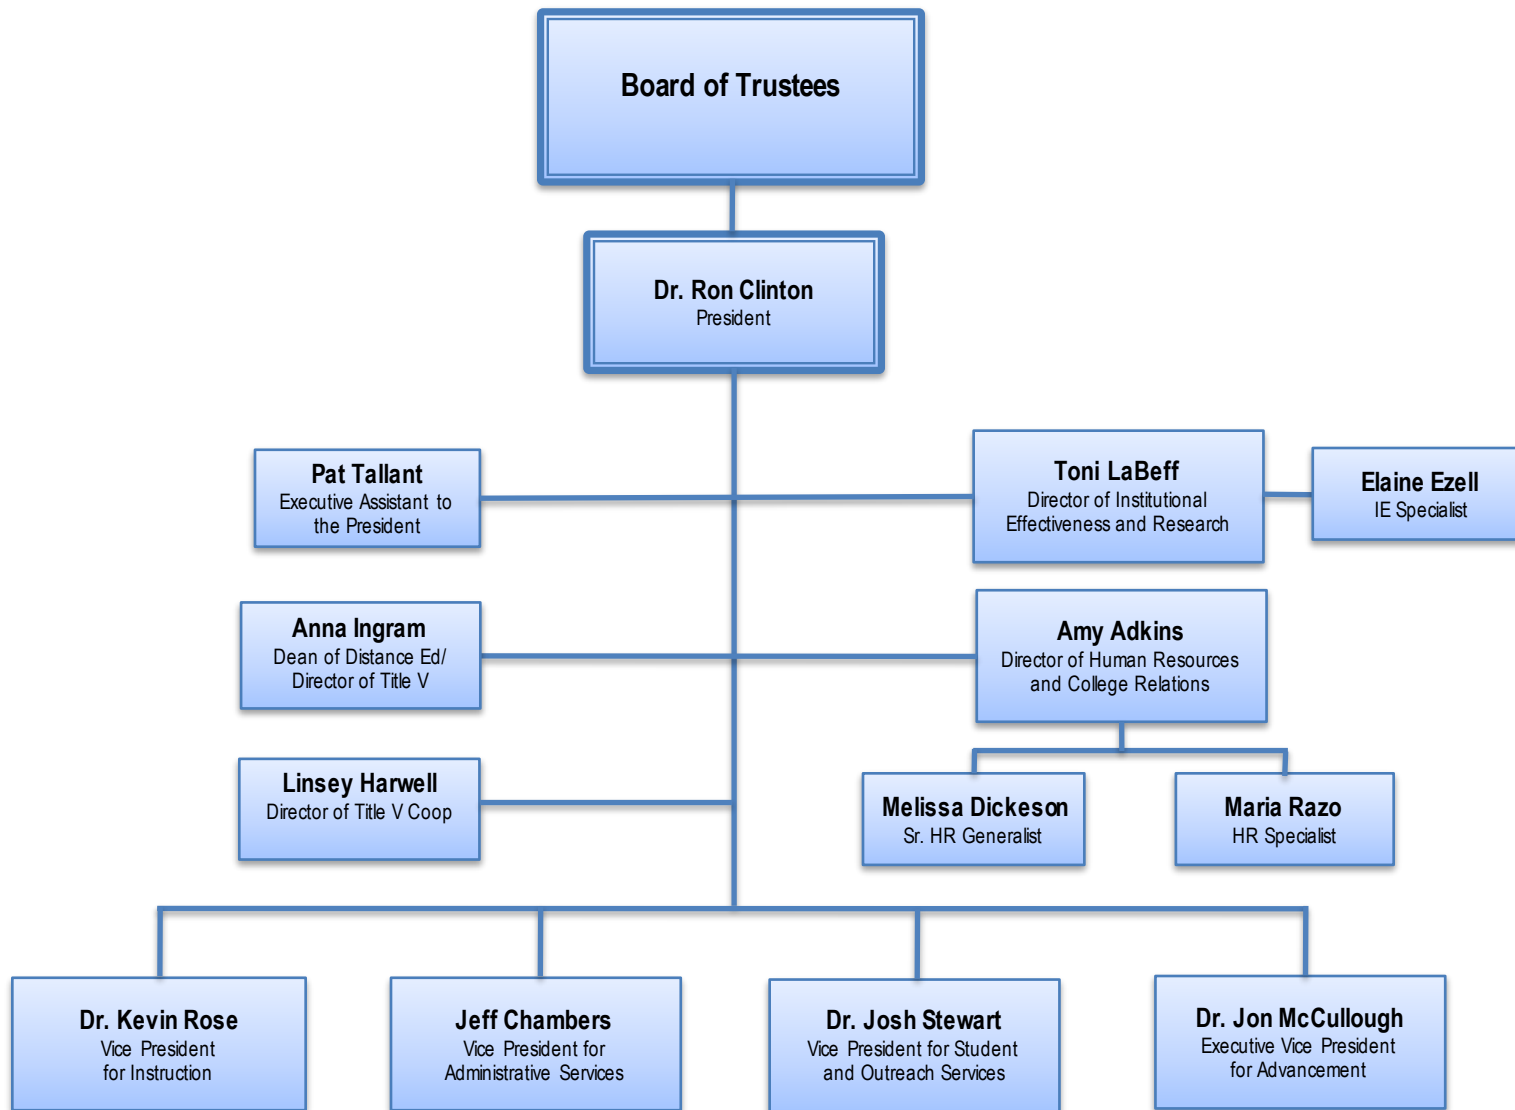 Board of Trustees
Dr. Ron Clinton
President
Pat Tallant
Executive Assistant to
the President
Toni LaBeff
Director of Institutional
Effectiveness and Research
Elaine Ezell
IE Specialist
Anna Ingram
Dean of Distance Ed/
Director of Title V
Amy Adkins
Director of Human Resources
and College Relations
Linsey Harwell
Director of Title V Coop
Melissa Dickeson
Sr. HR Generalist
Maria Razo
HR Specialist
Dr. Kevin Rose
Vice President
for Instruction
Jeff Chambers
Vice President for
Administrative Services
Dr. Josh Stewart
Vice President for Student
and Outreach Services
Dr. Jon McCullough
Executive Vice President
for Advancement